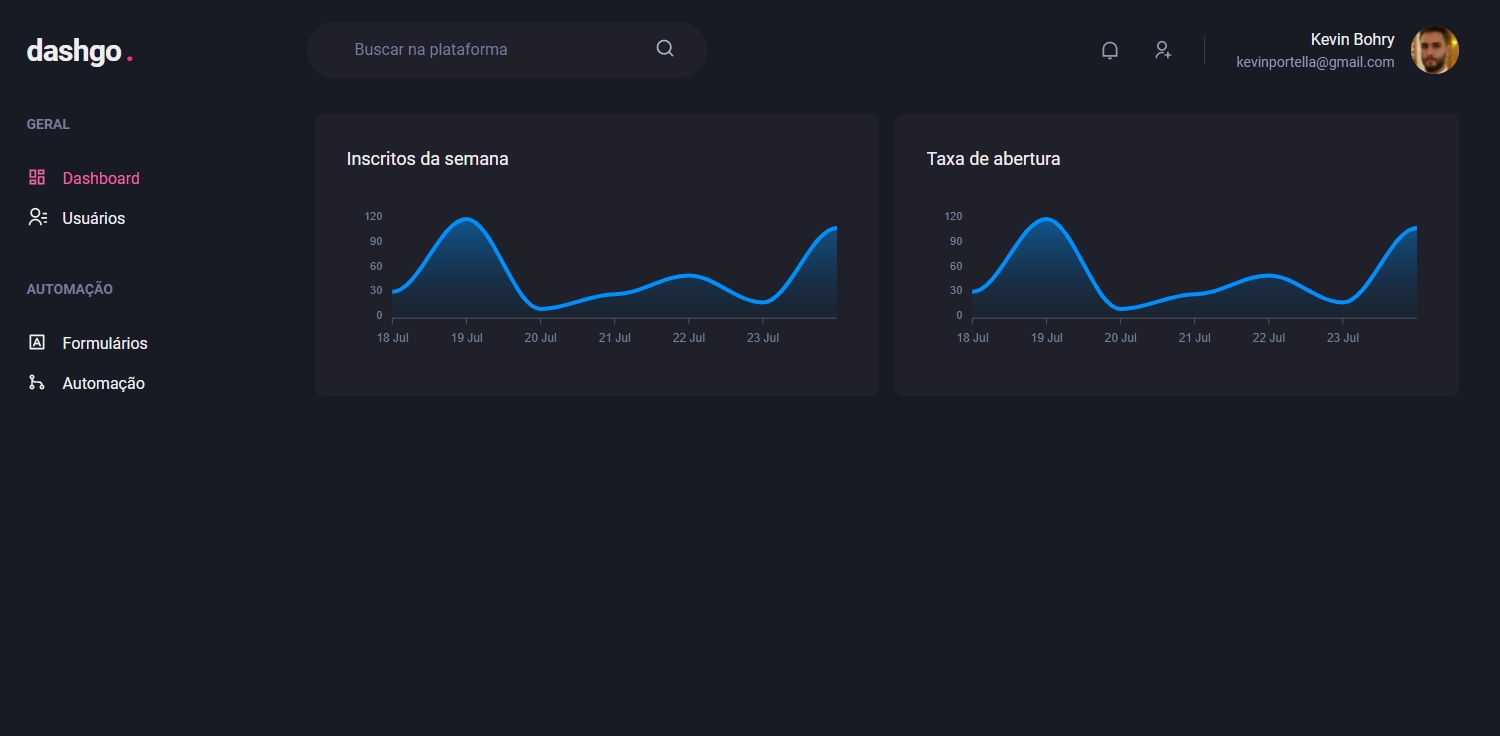 dashgo.
Buscar na plataforma
Kevin Bohry
kevinportella@gmail.com
GERAL
Dashboard
Usuários
AUTOMAÇÃO
Formulários
Automação
Inscritos da semana
120
90
60
30
0
18 Jul 19 Jul 20 Jul 21 Jul 22 Jul 23 Jul
Taxa de abertura
120
90
60
30
0
18 Jul 19 Jul 20 Jul 21 Jul 22 Jul 23 Jul